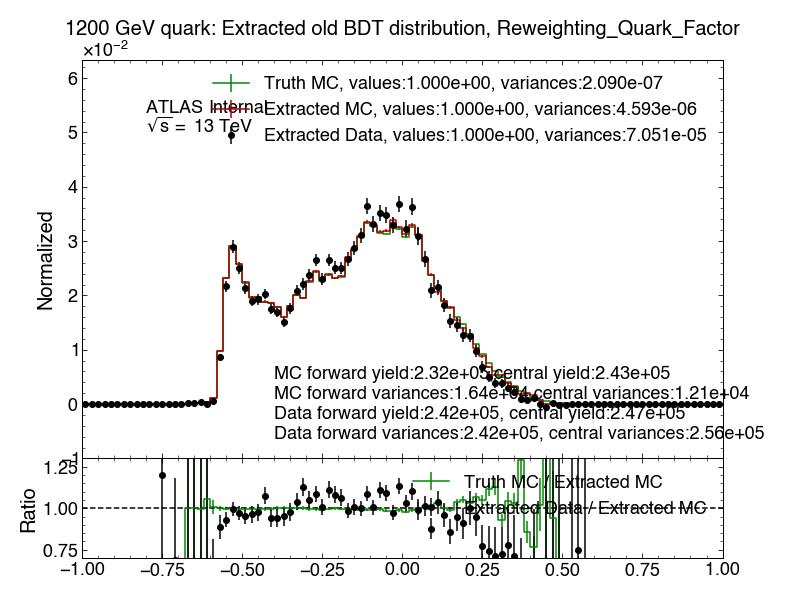 1200 GeV quark: Extracted old BDT distribution, Reweighting_Quark_Factor
×10−2
Truth MC, values:1.000e+00, variances:2.090e-07
ATLAS Internal
Extracted MC, values:1.000e+00, variances:4.593e-06
√s = 13 TeV
Extracted Data, values:1.000e+00, variances:7.051e-05
6
5
4
3
2
1
0
−1
Normalized
MC forward yield:2.32e+05, central yield:2.43e+05
MC forward variances:1.64e+04, central variances:1.21e+04
Data forward yield:2.42e+05, central yield:2.47e+05
Data forward variances:2.42e+05, central variances:2.56e+05
1.25
1.00
0.75
Ratio
Truth MC / Extracted MC
Extracted Data / Extracted MC
−1.00 −0.75 −0.50 −0.25 0.00 0.25 0.50 0.75 1.00